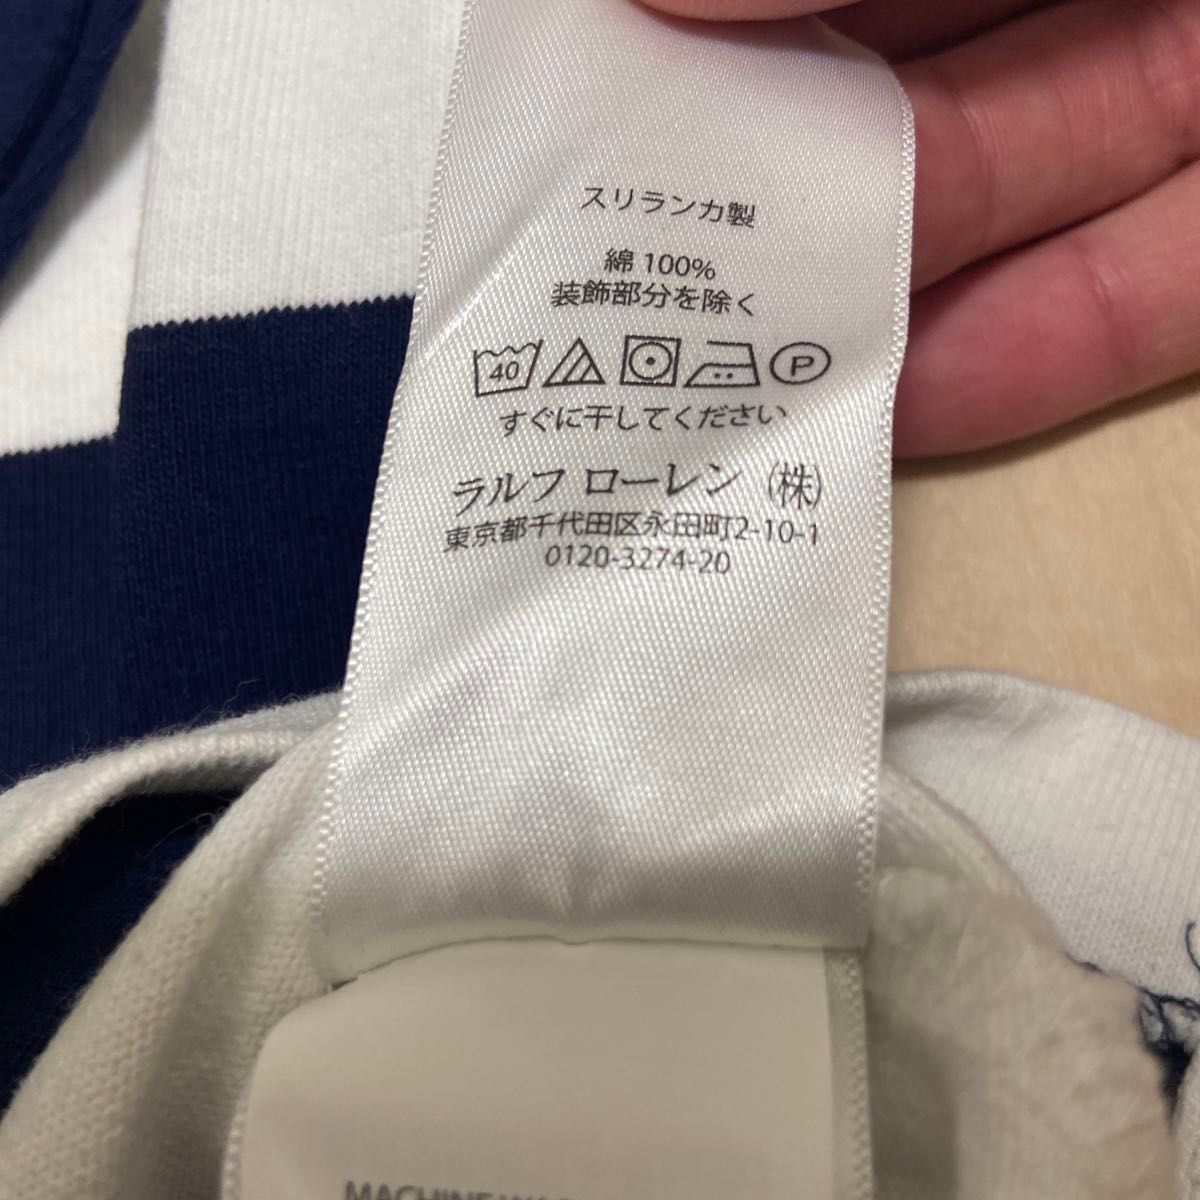 スリランカ製
綿 100%
装飾部分を除く
40 P
すぐに干してください
ラルフ ローレン (株)
東京都千代田区永田町2-10-1
0120-3274-20
MACHINE